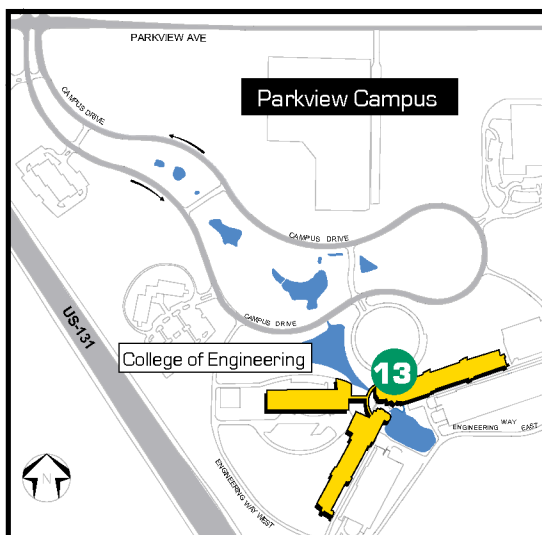 PARKVIEW AVE
Parkview Campus
CAMPUS DRIVE
CAMPUS DRIVE
CAMPUS DRIVE
US-131
College of Engineering
13
ENGINEERING WAY EAST
ENGINEERING WAY WEST
N